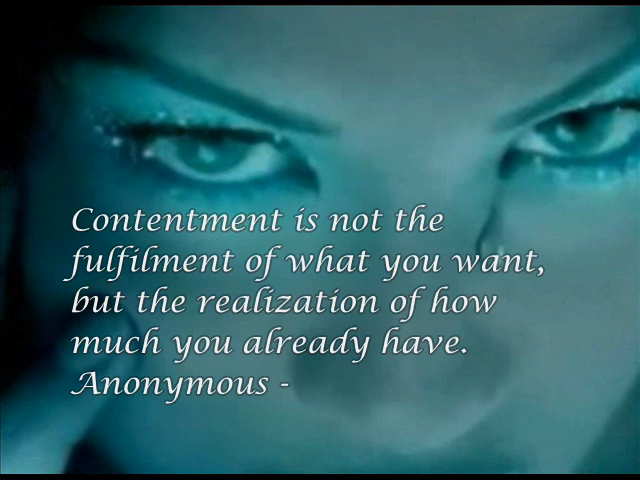 Contentment is not the
fulfilment of what you want,
but the realization of how
much you already have.
Anonymous -